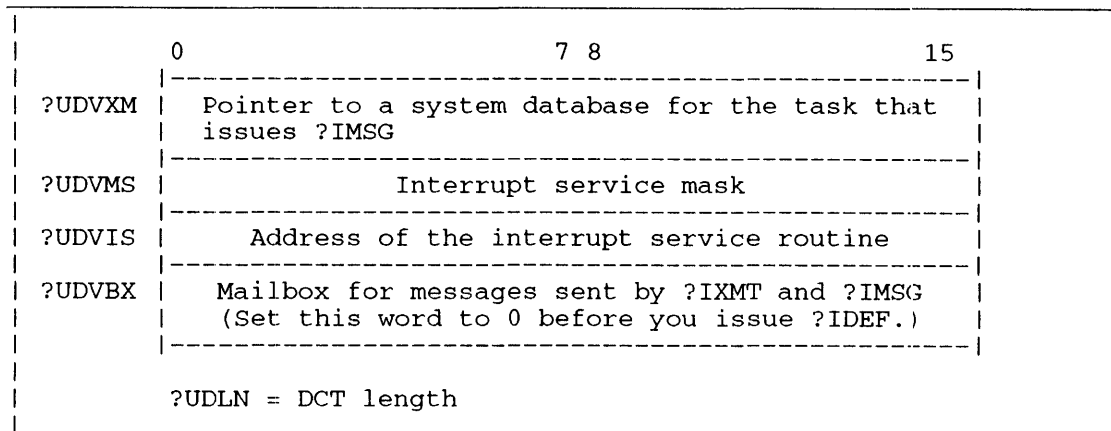 0 7 8 15
?UDVXM Pointer to a system database for the task that
issues ?IMSG
?UDVMS Interrupt service mask
?UDVIS Address of the interrupt service routine
?UDVBX Mailbox for messages sent by ?IXMT and ?IMSG
(Set this word to 0 before you issue ?IDEF.)
?UDLN = DCT length